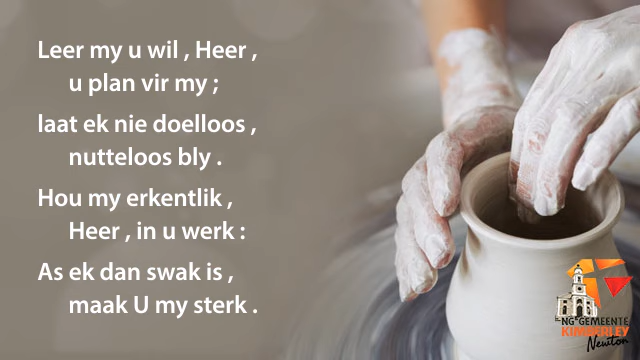 Leer my u wil , Heer ,
u plan vir my ;
laat ek nie doelloos ,
nutteloos bly .
Hou my erkentlik ,
Heer , in u werk :
As ek dan swak is ,
maak U my sterk .
NG GEMEENTE
KIMBERLEY
Newton